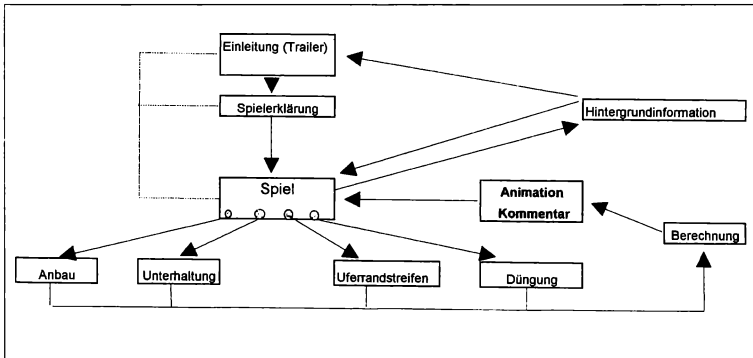 Einleitung (Trailer)
Spielerklärung
Hintergrundinformation
Spiel
Animation
Kommentar
Berechnung
Anbau
Unterhaltung
Uferrandstreifen
Düngung